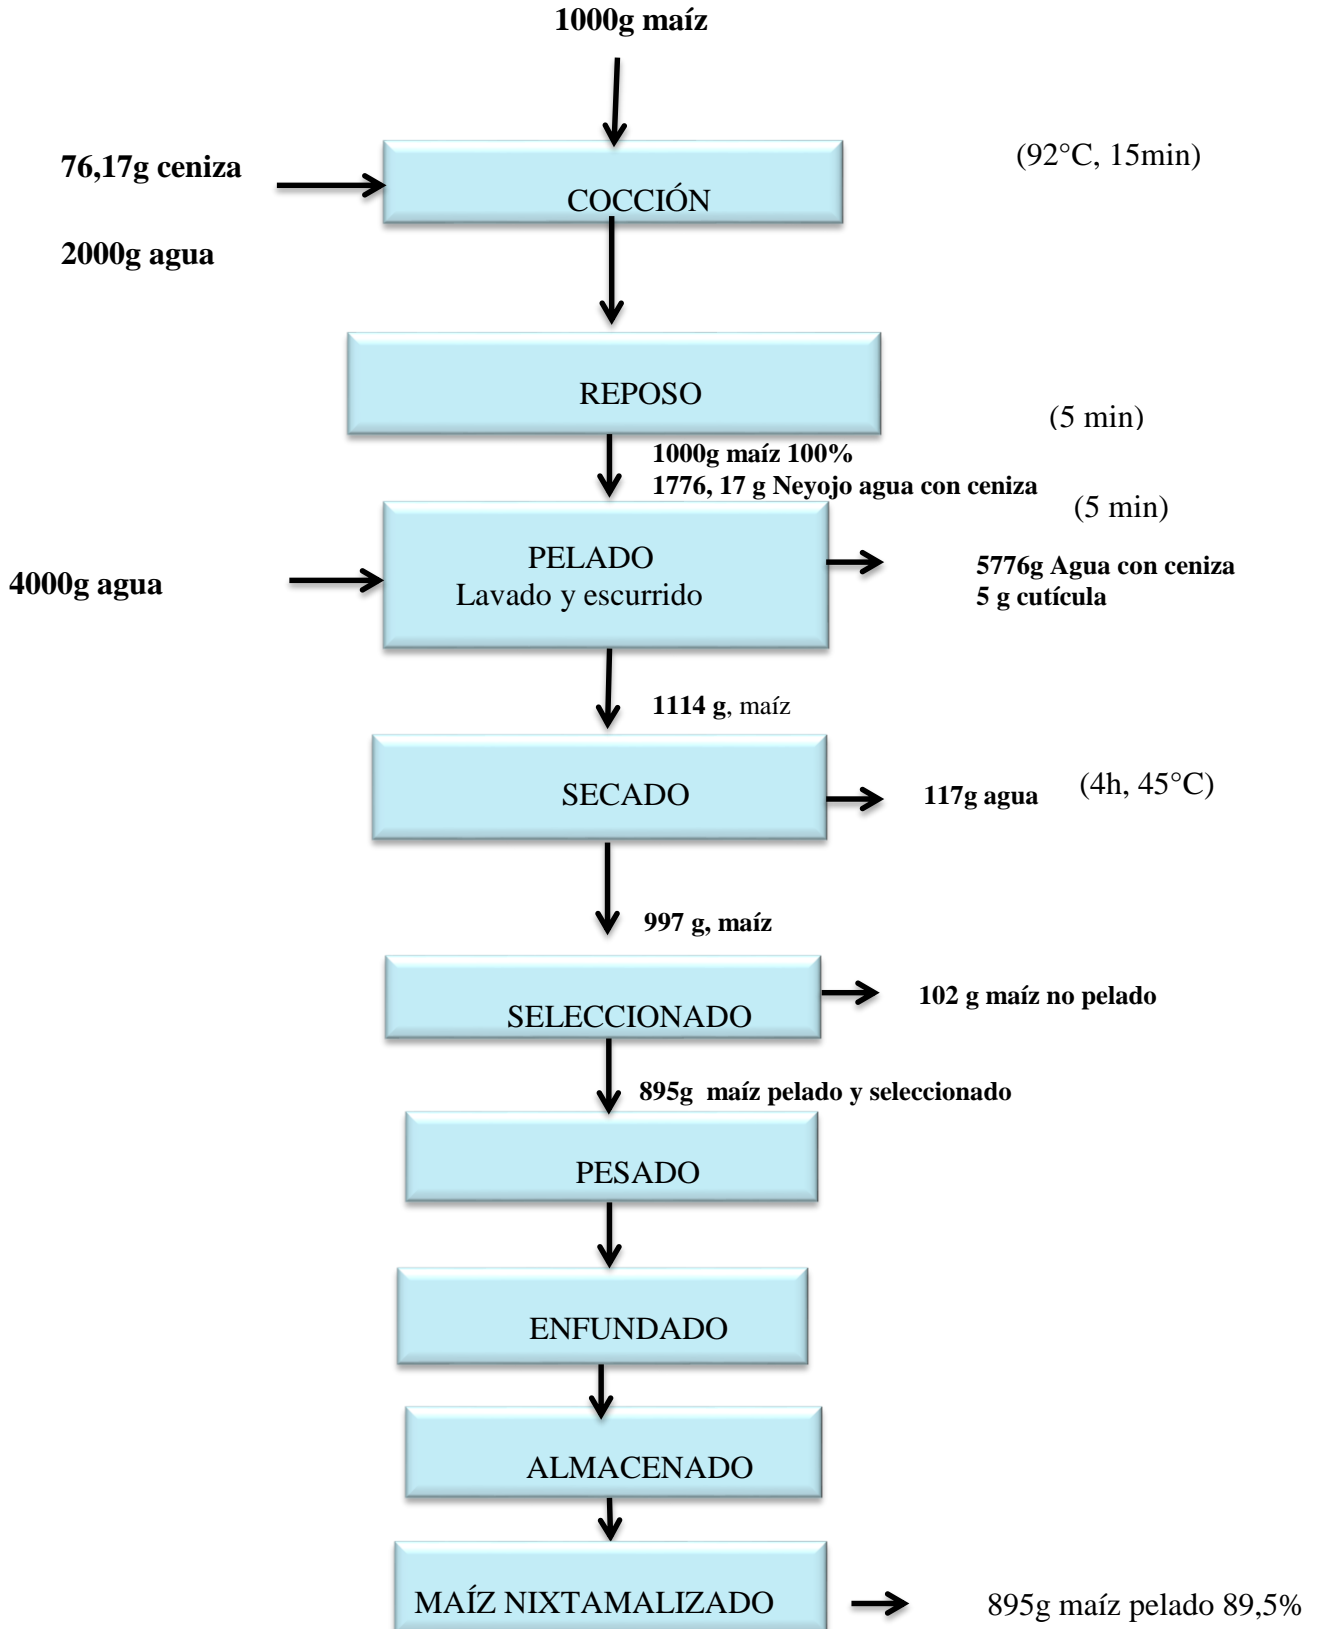 1000g maíz
(92°C, 15min)
76,17g ceniza
COCCIÓN
2000g agua
REPOSO
(5 min)
1000g maíz 100%
1776, 17 g Neyojo agua con ceniza
(5 min)
PELADO
5776g Agua con ceniza
4000g agua
Lavado y escurrido
5 g cutícula
1114 g, maíz
SECADO
117g agua
(4h, 45°C)
997 g, maíz
102 g maíz no pelado
SELECCIONADO
895g  maíz pelado y seleccionado
PESADO
ENFUNDADO
ALMACENADO
MAÍZ NIXTAMALIZADO
895g maíz pelado 89,5%